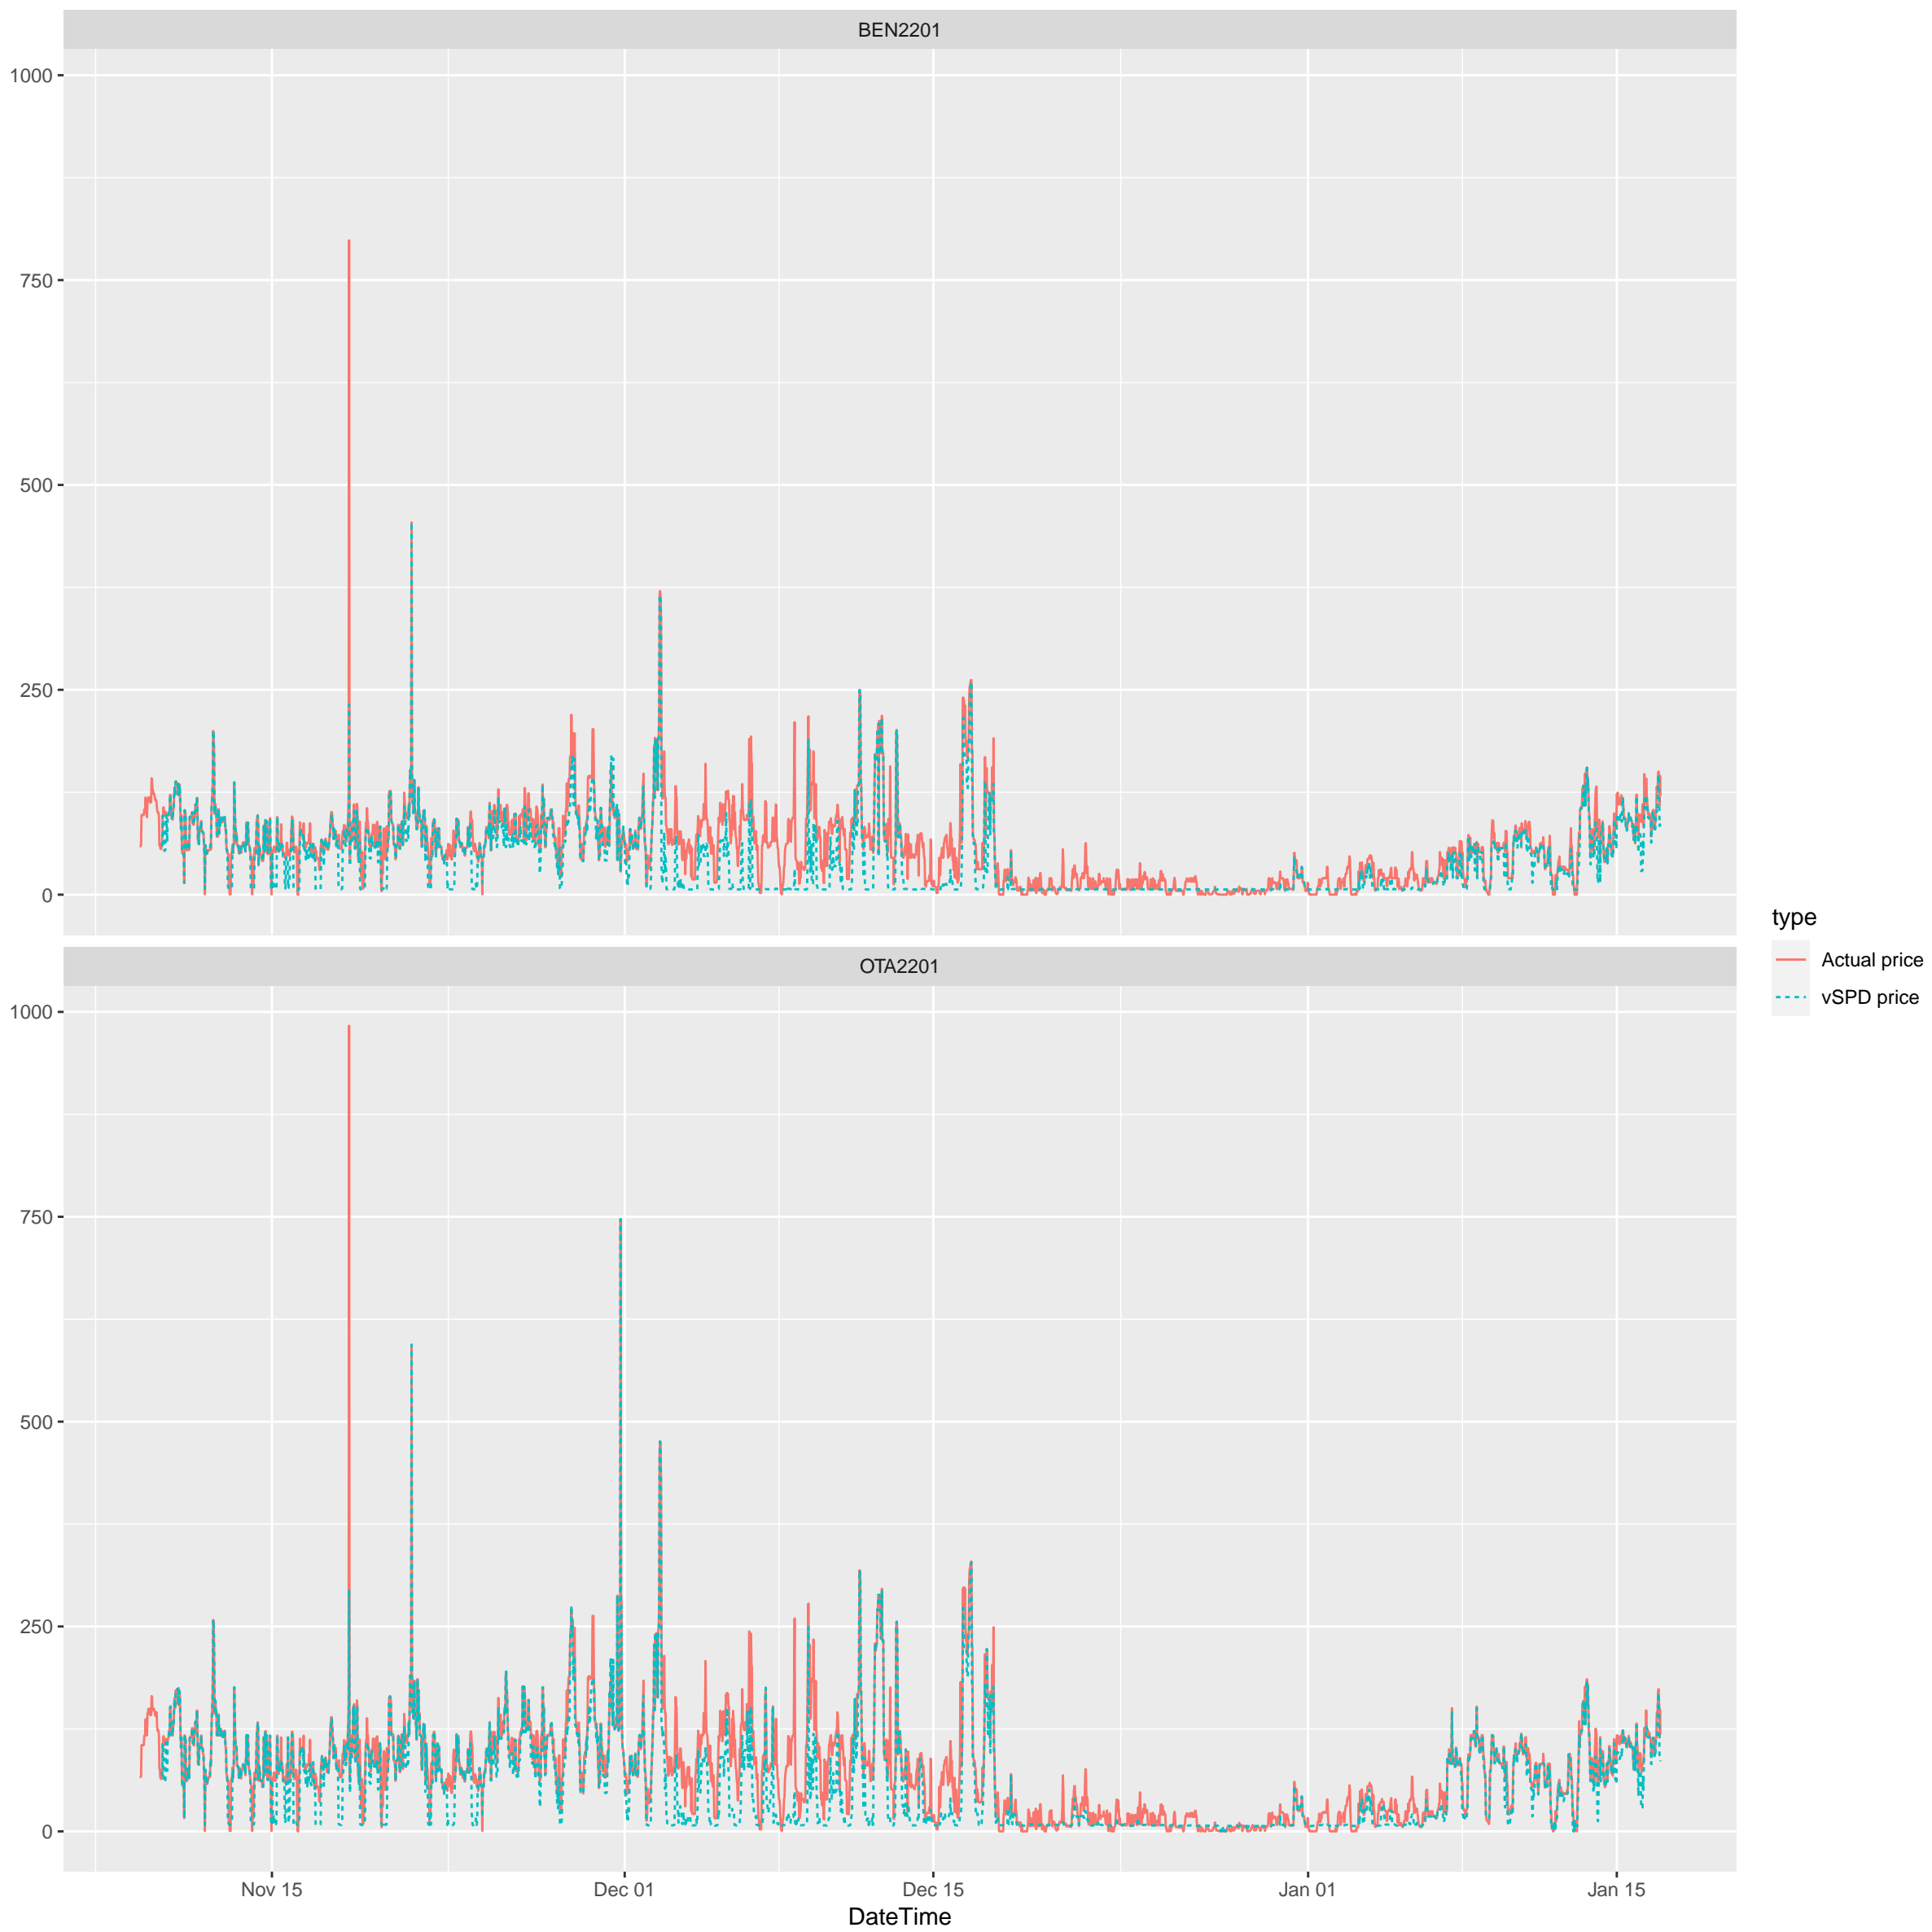 BEN2201
1000
750
500
250
0
OTA2201
1000
750
500
250
0
Nov 15
Dec 01
Dec 15
Jan 01
Jan 15
DateTime
type
Actual price
vSPD price